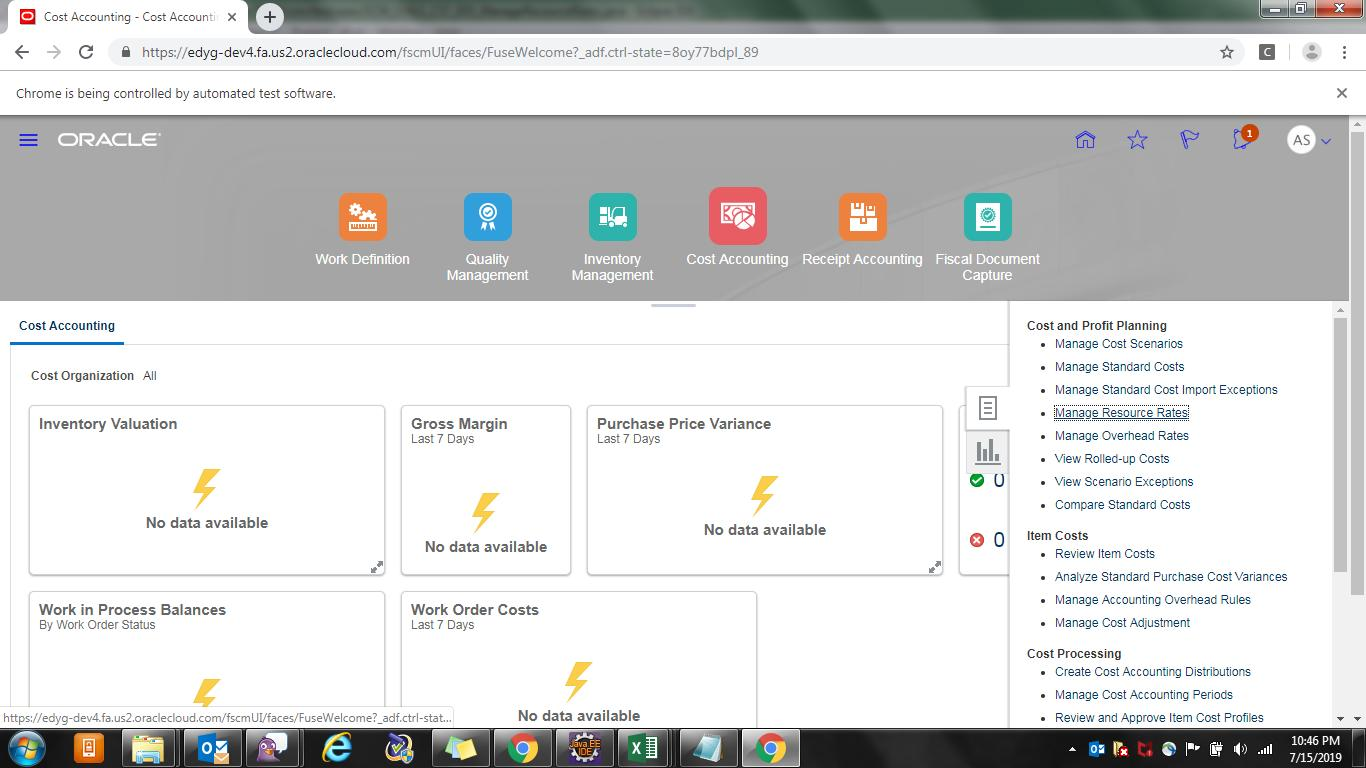 Cost Accounting - Cost Accounti
https://edyg-dev4.fa.us2.oraclecloud.com/fscmUI/faces/FuseWelcome?_adf.ctrl-state=8oy77bdpl_89
C
Chrome is being controlled by automated test software.
ORACLE
1
AS
Work Definition
Quality
Management
Inventory
Management
Cost Accounting
Receipt Accounting
Fiscal Document
Capture
Cost Accounting
Cost Organization All
Inventory Valuation
No data available
Gross Margin
Last 7 Days
No data available
Purchase Price Variance
Last 7 Days
No data available
0
0
Work in Process Balances
By Work Order Status
Work Order Costs
Last 7 Days
No data available
Cost and Profit Planning
Manage Cost Scenarios
Manage Standard Costs
Manage Standard Cost Import Exceptions
Manage Resource Rates
Manage Overhead Rates
View Rolled-up Costs
View Scenario Exceptions
Compare Standard Costs
Item Costs
Review Item Costs
Analyze Standard Purchase Cost Variances
Manage Accounting Overhead Rules
Manage Cost Adjustment
Cost Processing
Create Cost Accounting Distributions
Manage Cost Accounting Periods
Review and Approve Item Cost Profiles
https://edyg-dev4.fa.us2.oraclecloud.com/fscmUI/faces/FuseWelcome?_adf.ctrl-stat...
Java EE
IDE
10:46 PM
7/15/2019